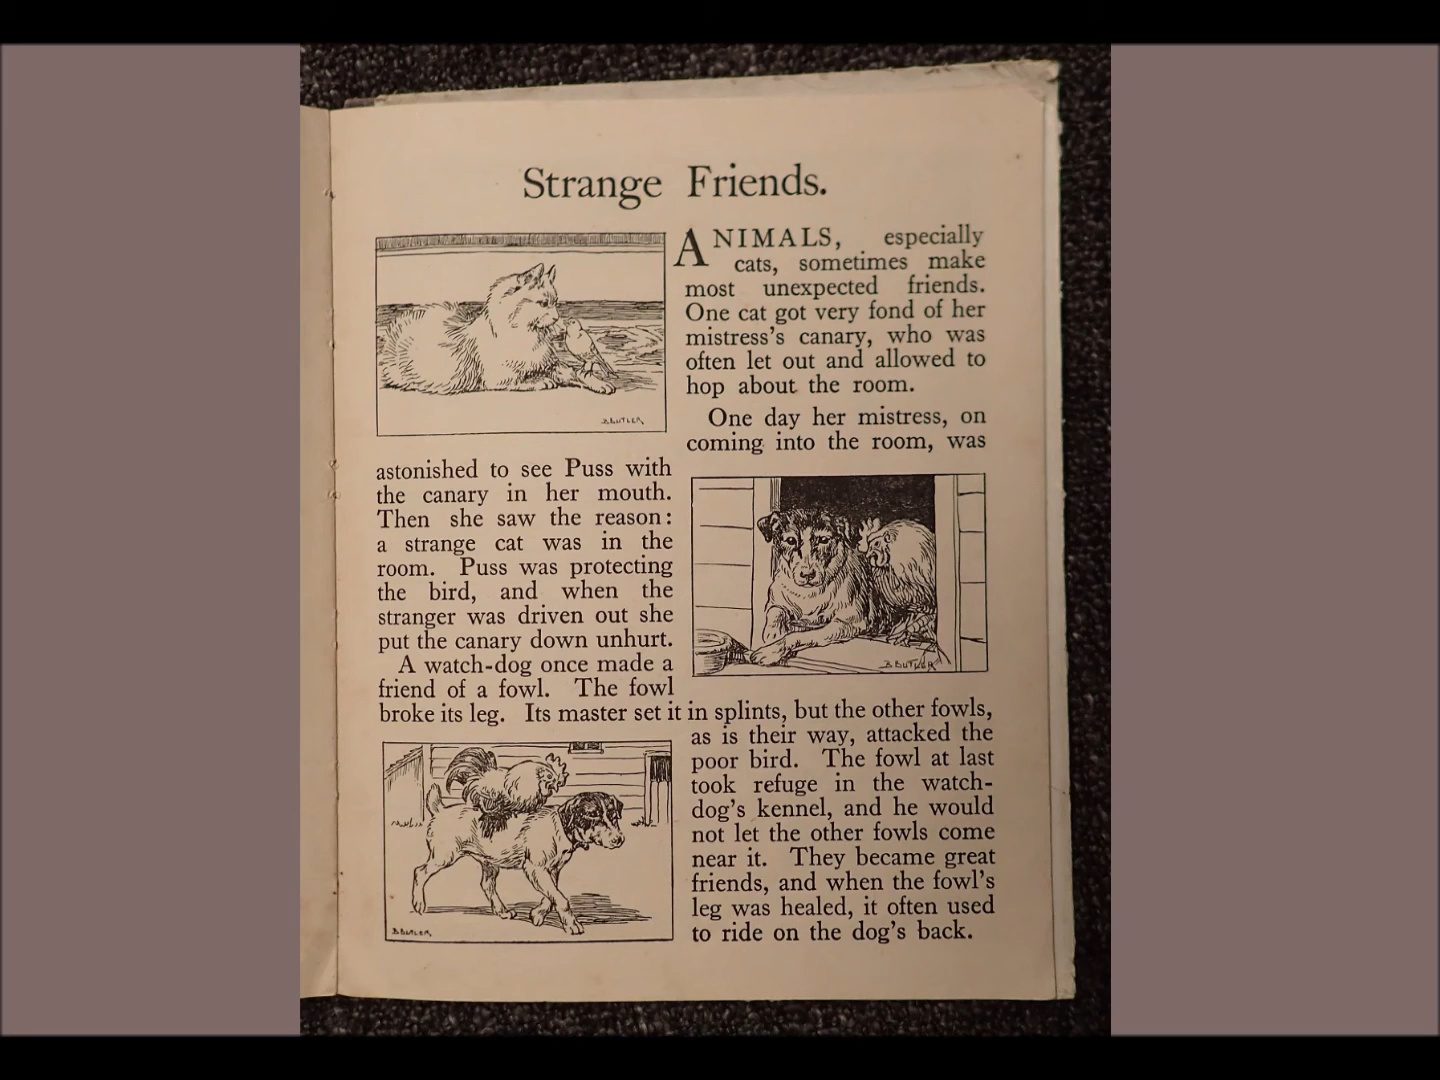 Strange Friends.
ANIMALS, especially
cats, sometimes make
most unexpected friends.
One cat got very fond of her
mistress's canary, who was
often let out and allowed to
hop about the room.
One day her mistress, on
coming into the room, was
B. BUTLER
astonished to see Puss with
the canary in her mouth.
Then she saw the reason:
a strange cat was in the
room. Puss was protecting
the bird, and when the
stranger was driven out she
put the canary down unhurt.
A watch-dog once made a
friend of a fowl. The fowl
B. BUTLER
broke its leg. Its master set it in splints, but the other fowls,
as is their way, attacked the
poor bird. The fowl at last
took refuge in the watch-
dog's kennel, and he would
not let the other fowls come
near it. They became great
friends, and when the fowl's
leg was healed, it often used
to ride on the dog's back.
B. BUTLER